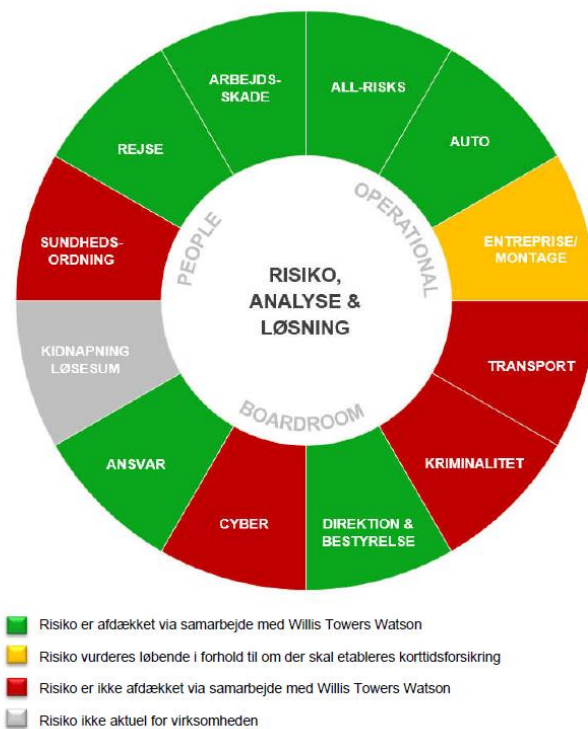 ARBEJDS-
SKADE
ALL-RISKS
AUTO
ENTREPRISE/
MONTAGE
TRANSPORT
KRIMINALITET
DIREKTION &
BESTYRELSE
CYBER
ANSVAR
KIDNAPNING
LØSESUM
SUNDHEDS-
ORDNING
REJSE
PEOPLE
OPERATIONAL
BOARDROOM
RISIKO,
ANALYSE &
LØSNING
Risiko er afdækket via samarbejde med Willis Towers Watson
Risiko vurderes løbende i forhold til om der skal etableres korttidsforsikring
Risiko er ikke afdækket via samarbejde med Willis Towers Watson
Risiko ikke aktuel for virksomheden